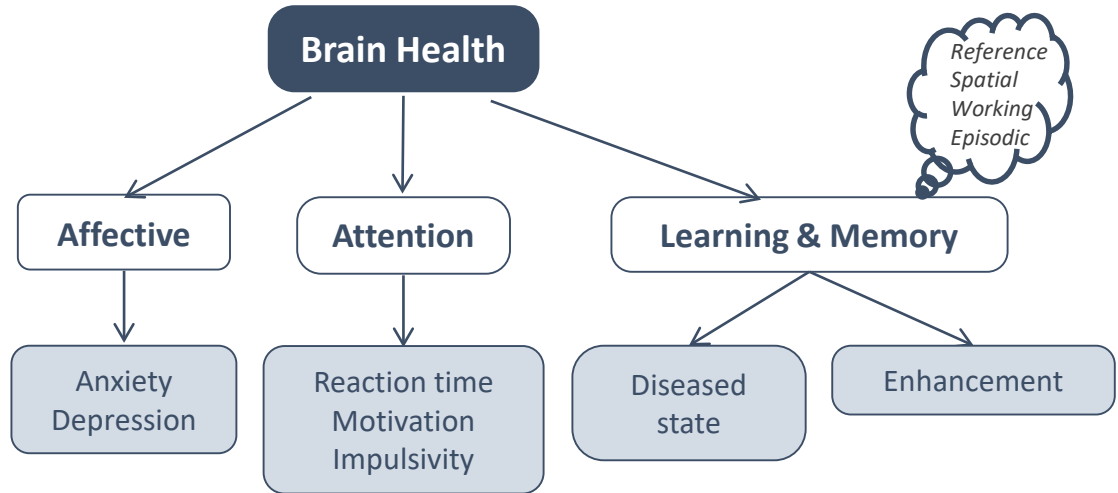 Brain Health
Reference
Spatial
Working
Episodic
Affective
Attention
Learning & Memory
Anxiety
Depression
Reaction time
Motivation
Impulsivity
Diseased
state
Enhancement